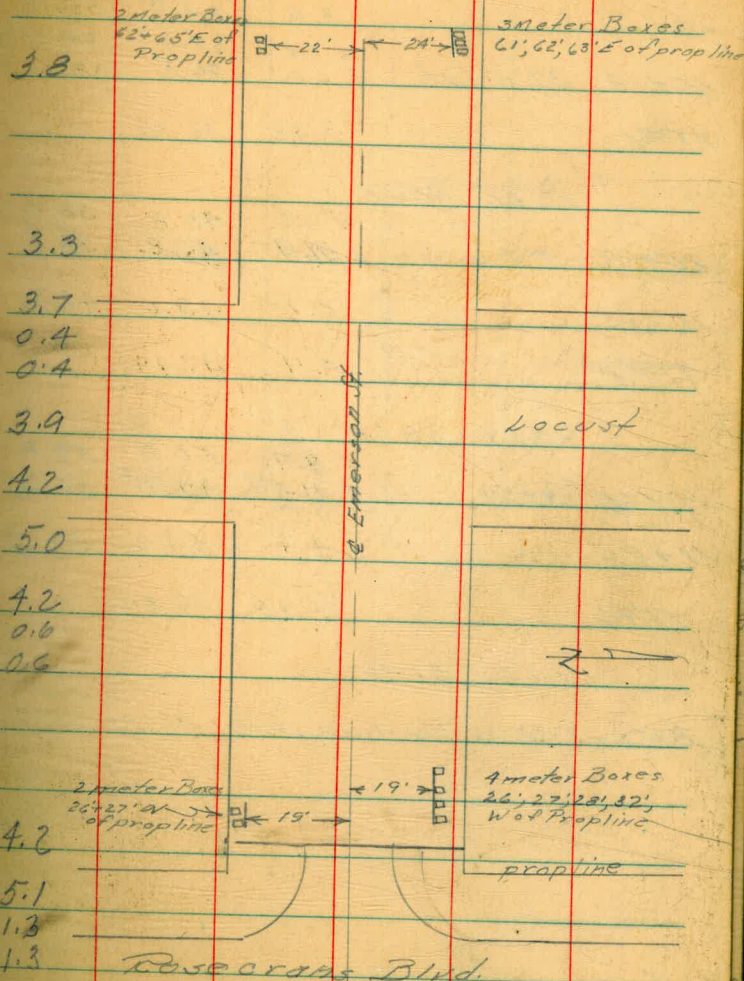 2 meter Boxes
62'+65'E of
Propline
22'
24'
3 meter Boxes
61', 62', 63' E of prop line
3.8
3.3
3.7
0.4
0.4
3.9
Locust
4.2
℄ Emerson St.
5.0
4.2
0.6
0.6
N
2 meter Boxes
26'+27' W
of propline
19'
19'
4 meter Boxes
26', 27', 28', 32',
W of Propline
4.2
propline
5.1
1.3
1.3
Rosecrans Blvd.